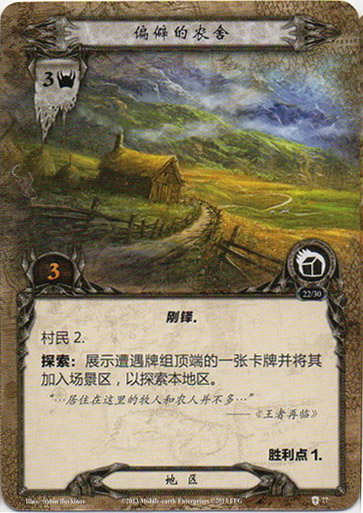 偏僻的农舍
3
3
22/30
刚铎.
村民 2.
探索：展示遭遇牌组顶端的一张卡牌并将其
加入场景区，以探索本地区。
“…居住在这里的牧人和农人并不多…”
——《王者再临》
胜利点 1.
地区
©2013 Middle-earth Enterprises ©2013 FFG